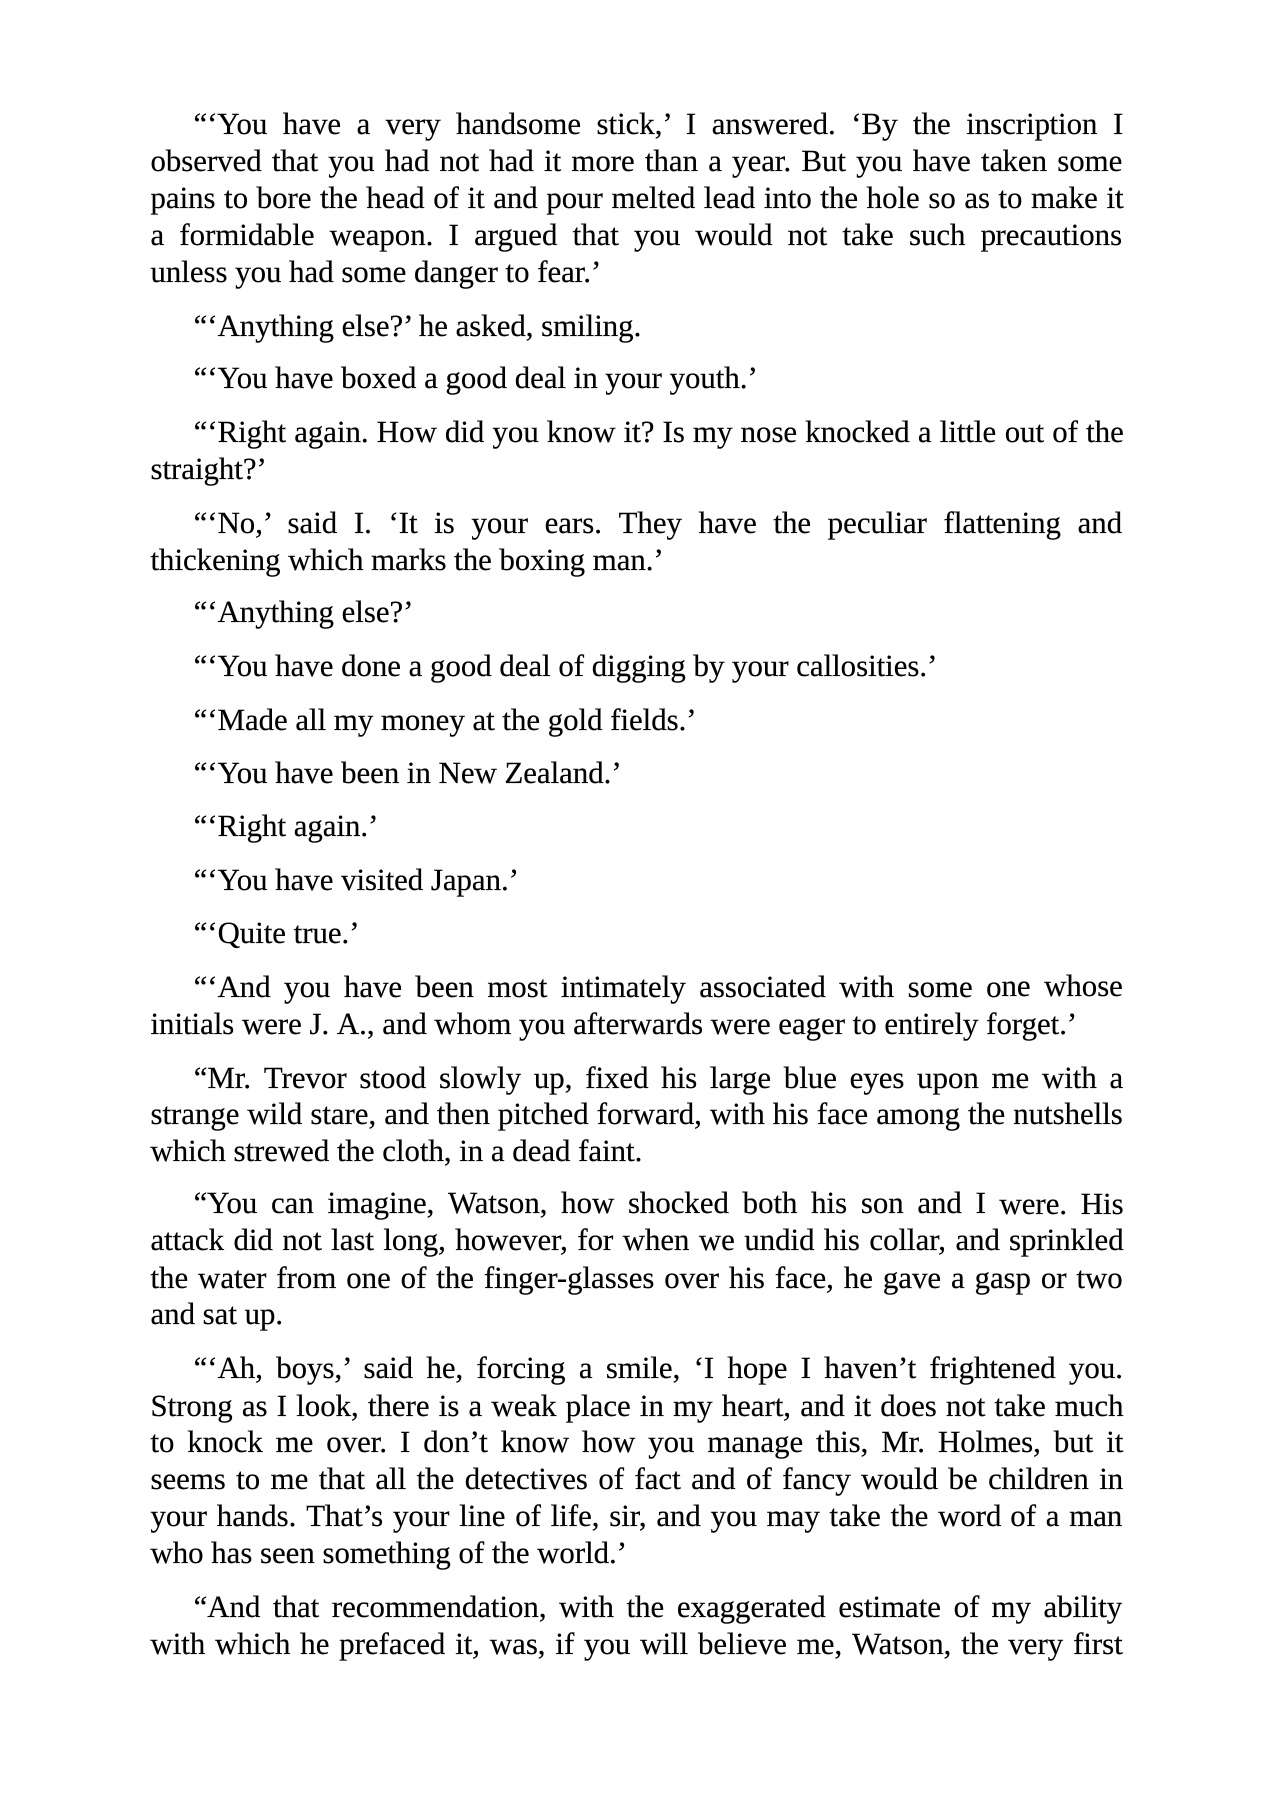 “‘You have a very handsome stick,’ I answered. ‘By the inscription I
observed that you had not had it more than a year. But you have taken some
pains to bore the head of it and pour melted lead into the hole so as to make it
a formidable weapon. I argued that you would not take such precautions
unless you had some danger to fear.’
“‘Anything else?’ he asked, smiling.
“‘You have boxed a good deal in your youth.’
“‘Right again. How did you know it? Is my nose knocked a little out of the
straight?’
“‘No,’ said I. ‘It is your ears. They have the peculiar flattening and
thickening which marks the boxing man.’
“‘Anything else?’
“‘You have done a good deal of digging by your callosities.’
“‘Made all my money at the gold fields.’
“‘You have been in New Zealand.’
“‘Right again.’
“‘You have visited Japan.’
“‘Quite true.’
“‘And you have been most intimately associated with some one whose
initials were J. A., and whom you afterwards were eager to entirely forget.’
“Mr. Trevor stood slowly up, fixed his large blue eyes upon me with a
strange wild stare, and then pitched forward, with his face among the nutshells
which strewed the cloth, in a dead faint.
“You can imagine, Watson, how shocked both his son and I were. His
attack did not last long, however, for when we undid his collar, and sprinkled
the water from one of the finger-glasses over his face, he gave a gasp or two
and sat up.
“‘Ah, boys,’ said he, forcing a smile, ‘I hope I haven’t frightened you.
Strong as I look, there is a weak place in my heart, and it does not take much
to knock me over. I don’t know how you manage this, Mr. Holmes, but it
seems to me that all the detectives of fact and of fancy would be children in
your hands. That’s your line of life, sir, and you may take the word of a man
who has seen something of the world.’
“And that recommendation, with the exaggerated estimate of my ability
with which he prefaced it, was, if you will believe me, Watson, the very first